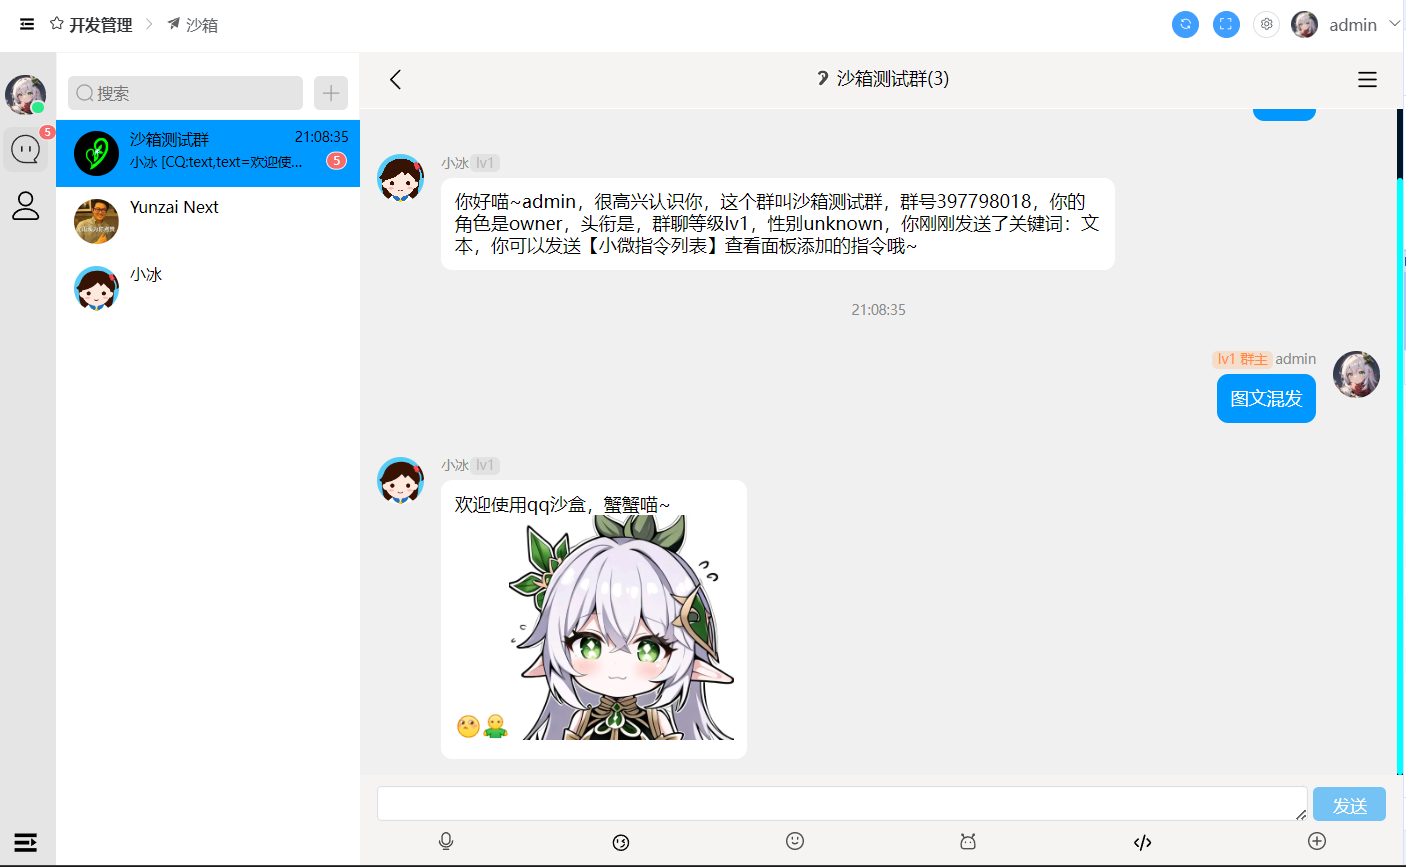 开发管理
沙箱
admin
搜索
5
沙箱测试群
21:08:35
小冰 [CQ:text,text=欢迎使...
5
Yunzai Next
小冰
沙箱测试群(3)
小冰 lv1
你好喵~admin，很高兴认识你，这个群叫沙箱测试群，群号397798018，你的
角色是owner，头衔是，群聊等级lv1，性别unknown，你刚刚发送了关键词：文
本，你可以发送【小微指令列表】查看面板添加的指令哦~
21:08:35
lv1 群主 admin
图文混发
小冰 lv1
欢迎使用qq沙盒，蟹蟹喵~
发送